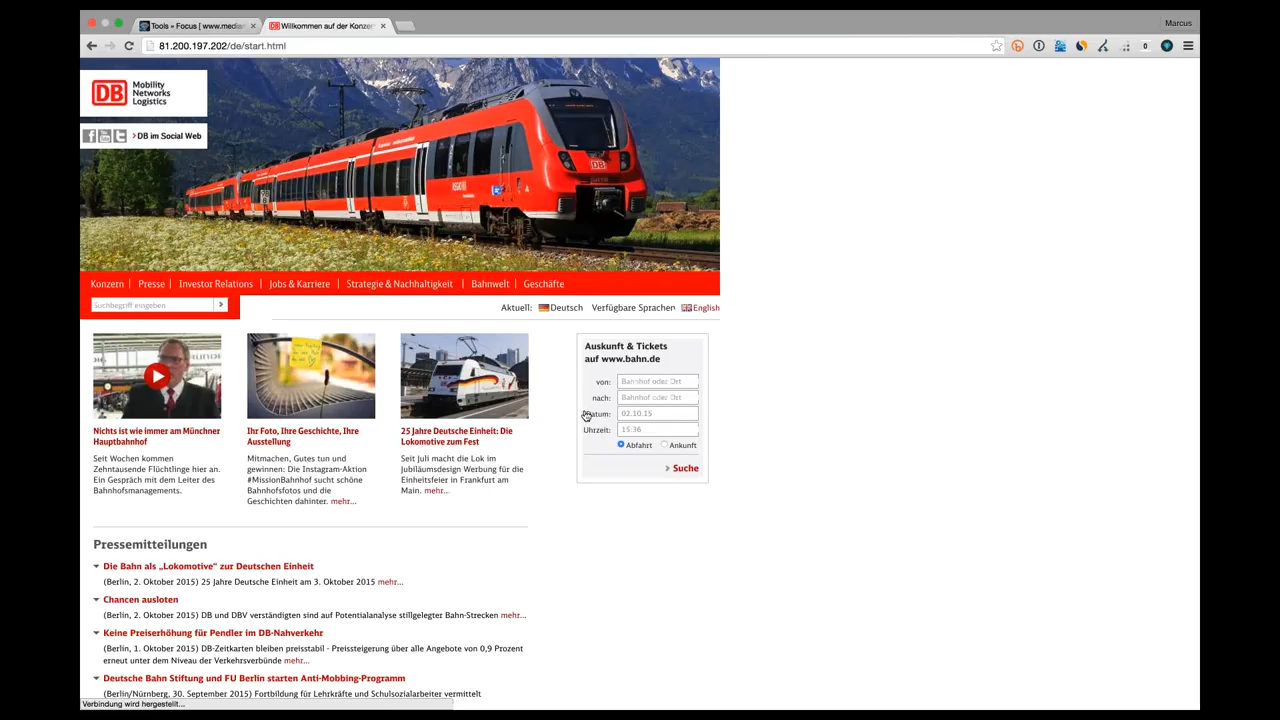 Tools » Focus [ www.media
Willkommen auf der Konzern
Marcus
81.200.197.202/de/start.html
0
DB
Mobility
Networks
Logistics
DB im Social Web
DB
Konzern
Presse
Investor Relations
Jobs & Karriere
Strategie & Nachhaltigkeit
Bahnwelt
Geschäfte
Suchbegriff eingeben
Aktuell: Deutsch Verfügbare Sprachen English
Auskunft & Tickets
auf www.bahn.de
von: Bahnhof oder Ort
nach: Bahnhof oder Ort
Datum: 02.10.15
Uhrzeit: 15:36
Abfahrt Ankunft
Suche
Nichts ist wie immer am Münchner
Hauptbahnhof
Seit Wochen kommen
Zehntausende Flüchtlinge hier an.
Ein Gespräch mit dem Leiter des
Bahnhofsmanagements.
Ihr Foto, Ihre Geschichte, Ihre
Ausstellung
Mitmachen, Gutes tun und
gewinnen: Die Instagram-Aktion
#MissionBahnhof sucht schöne
Bahnhofsfotos und die
Geschichten dahinter. mehr...
25 Jahre Deutsche Einheit: Die
Lokomotive zum Fest
Seit Juli macht die Lok im
Jubiläumsdesign Werbung für die
Einheitsfeier in Frankfurt am
Main. mehr...
Pressemitteilungen
Die Bahn als „Lokomotive“ zur Deutschen Einheit
(Berlin, 2. Oktober 2015) 25 Jahre Deutsche Einheit am 3. Oktober 2015 mehr...
Chancen ausloten
(Berlin, 2. Oktober 2015) DB und DBV verständigten sind auf Potentialanalyse stillgelegter Bahn-Strecken mehr...
Keine Preiserhöhung für Pendler im DB-Nahverkehr
(Berlin, 1. Oktober 2015) DB-Zeitkarten bleiben preisstabil - Preissteigerung über alle Angebote von 0,9 Prozent
erneut unter dem Niveau der Verkehrsverbünde mehr...
Deutsche Bahn Stiftung und FU Berlin starten Anti-Mobbing-Programm
(Berlin/Nürnberg, 30. September 2015) Fortbildung für Lehrkräfte und Schulsozialarbeiter vermittelt
Verbindung wird hergestellt...